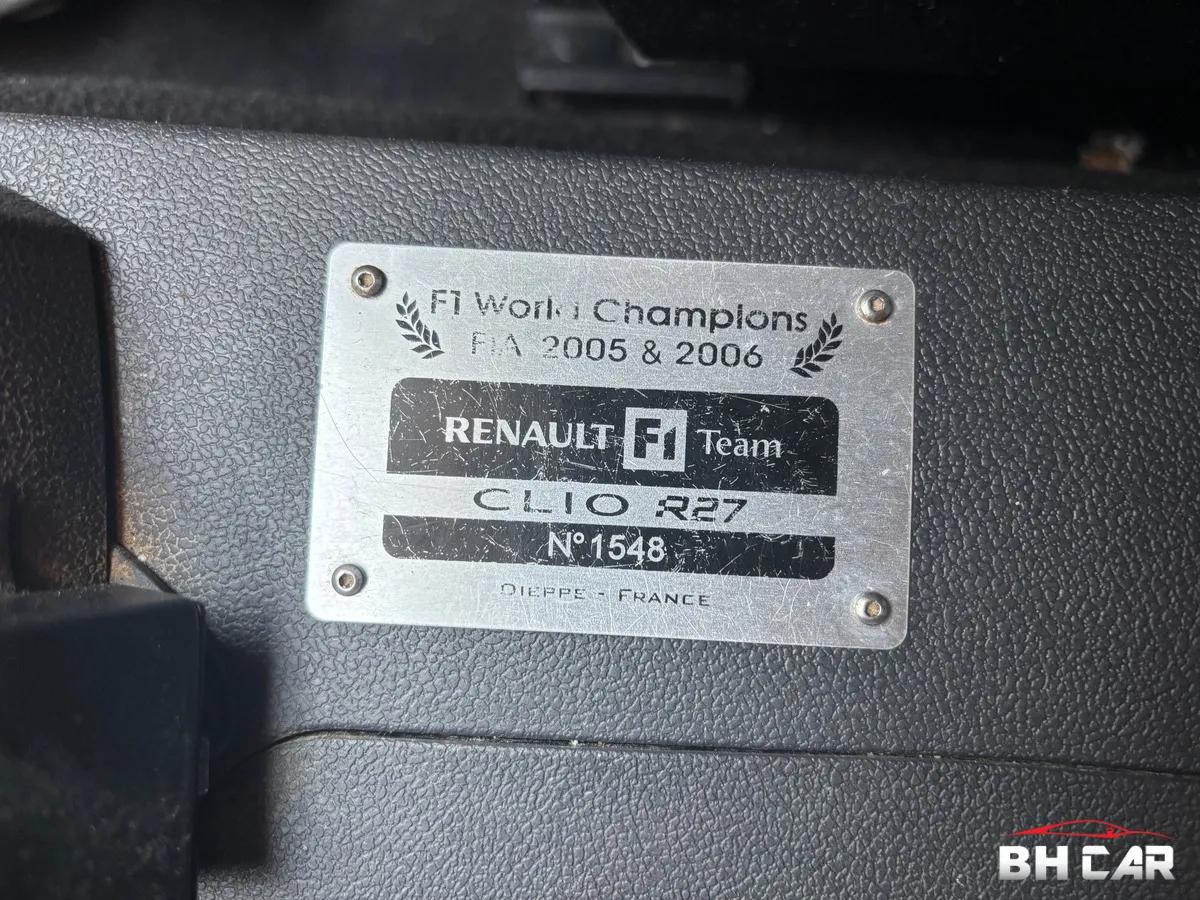 F1 World Champions
FIA 2005 & 2006
RENAULT F1 Team
CLIO R27
N° 1548
DIEPPE - FRANCE
BH CAR